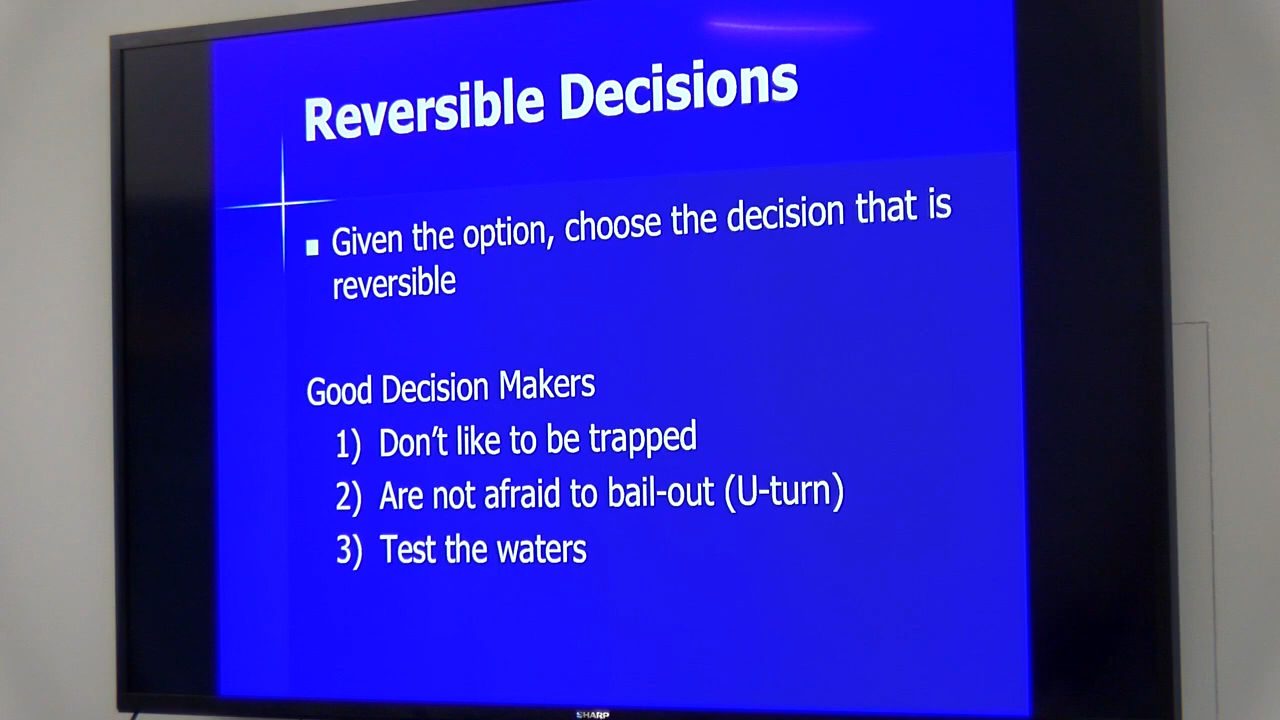 Reversible Decisions
Given the option, choose the decision that is
reversible
Good Decision Makers
1) Don't like to be trapped
2) Are not afraid to bail-out (U-turn)
3) Test the waters
SHARP